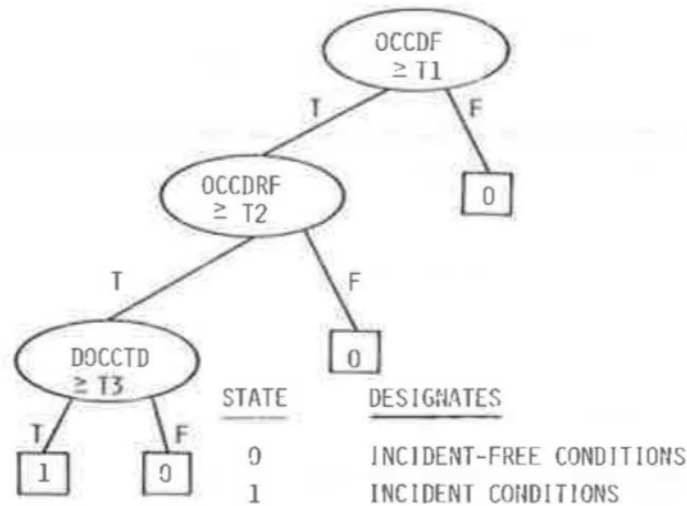 OCCDF
≥ T1
T F
OCCDRF
≥ T2
0
T F
DOCCTD
≥ T3
0
T F
1 0
STATE DESIGNATES
0 INCIDENT-FREE CONDITIONS
1 INCIDENT CONDITIONS